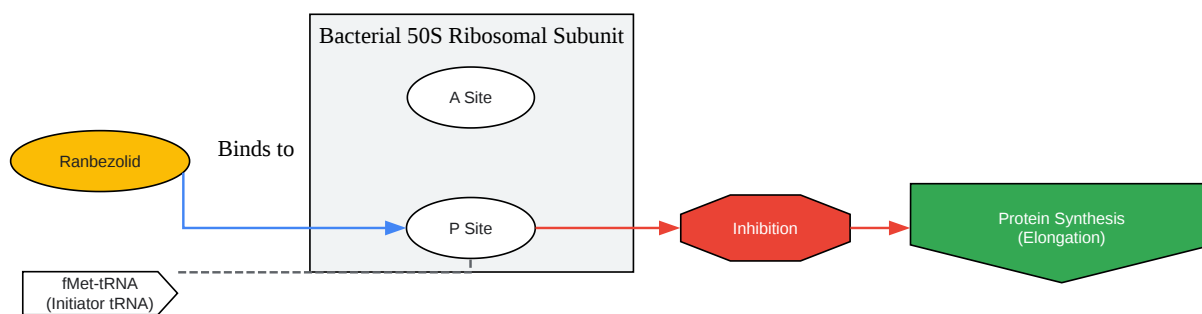 Bacterial 50S Ribosomal Subunit
A Site
Ranbezolid
Binds to
P Site
Inhibition
Protein Synthesis
(Elongation)
fMet-tRNA
(Initiator tRNA)